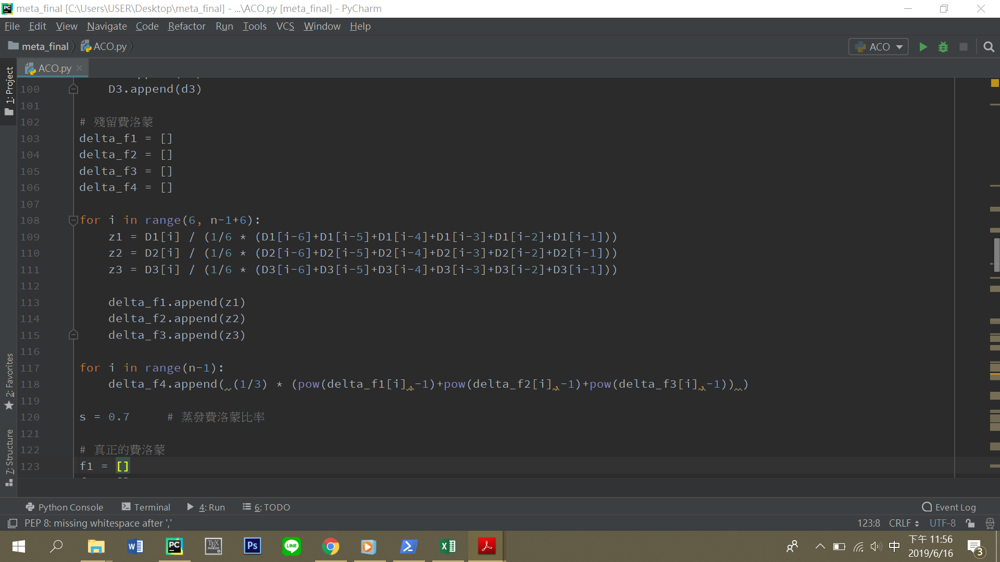 meta_final [C:\Users\USER\Desktop\meta_final] - ...\ACO.py [meta_final] - PyCharm
File Edit View Navigate Code Refactor Run Tools VCS Window Help
meta_final ACO.py ACO
ACO.py
1: Project
2: Favorites
7: Structure
100 D3.append(d3)
101
102 # 殘留費洛蒙
103 delta_f1 = []
104 delta_f2 = []
105 delta_f3 = []
106 delta_f4 = []
107
108 for i in range(6, n-1+6):
109 z1 = D1[i] / (1/6 * (D1[i-6]+D1[i-5]+D1[i-4]+D1[i-3]+D1[i-2]+D1[i-1]))
110 z2 = D2[i] / (1/6 * (D2[i-6]+D2[i-5]+D2[i-4]+D2[i-3]+D2[i-2]+D2[i-1]))
111 z3 = D3[i] / (1/6 * (D3[i-6]+D3[i-5]+D3[i-4]+D3[i-3]+D3[i-2]+D3[i-1]))
112
113 delta_f1.append(z1)
114 delta_f2.append(z2)
115 delta_f3.append(z3)
116
117 for i in range(n-1):
118 delta_f4.append( (1/3) * (pow(delta_f1[i],-1)+pow(delta_f2[i],-1)+pow(delta_f3[i],-1)) )
119
120 s = 0.7 # 蒸發費洛蒙比率
121
122 # 真正的費洛蒙
123 f1 = []
Python Console Terminal 4: Run 6: TODO Event Log
PEP 8: missing whitespace after ',' 123:8 CRLF UTF-8
PC TEX MAKER Ps LINE 中 下午 11:56
2019/6/16 3